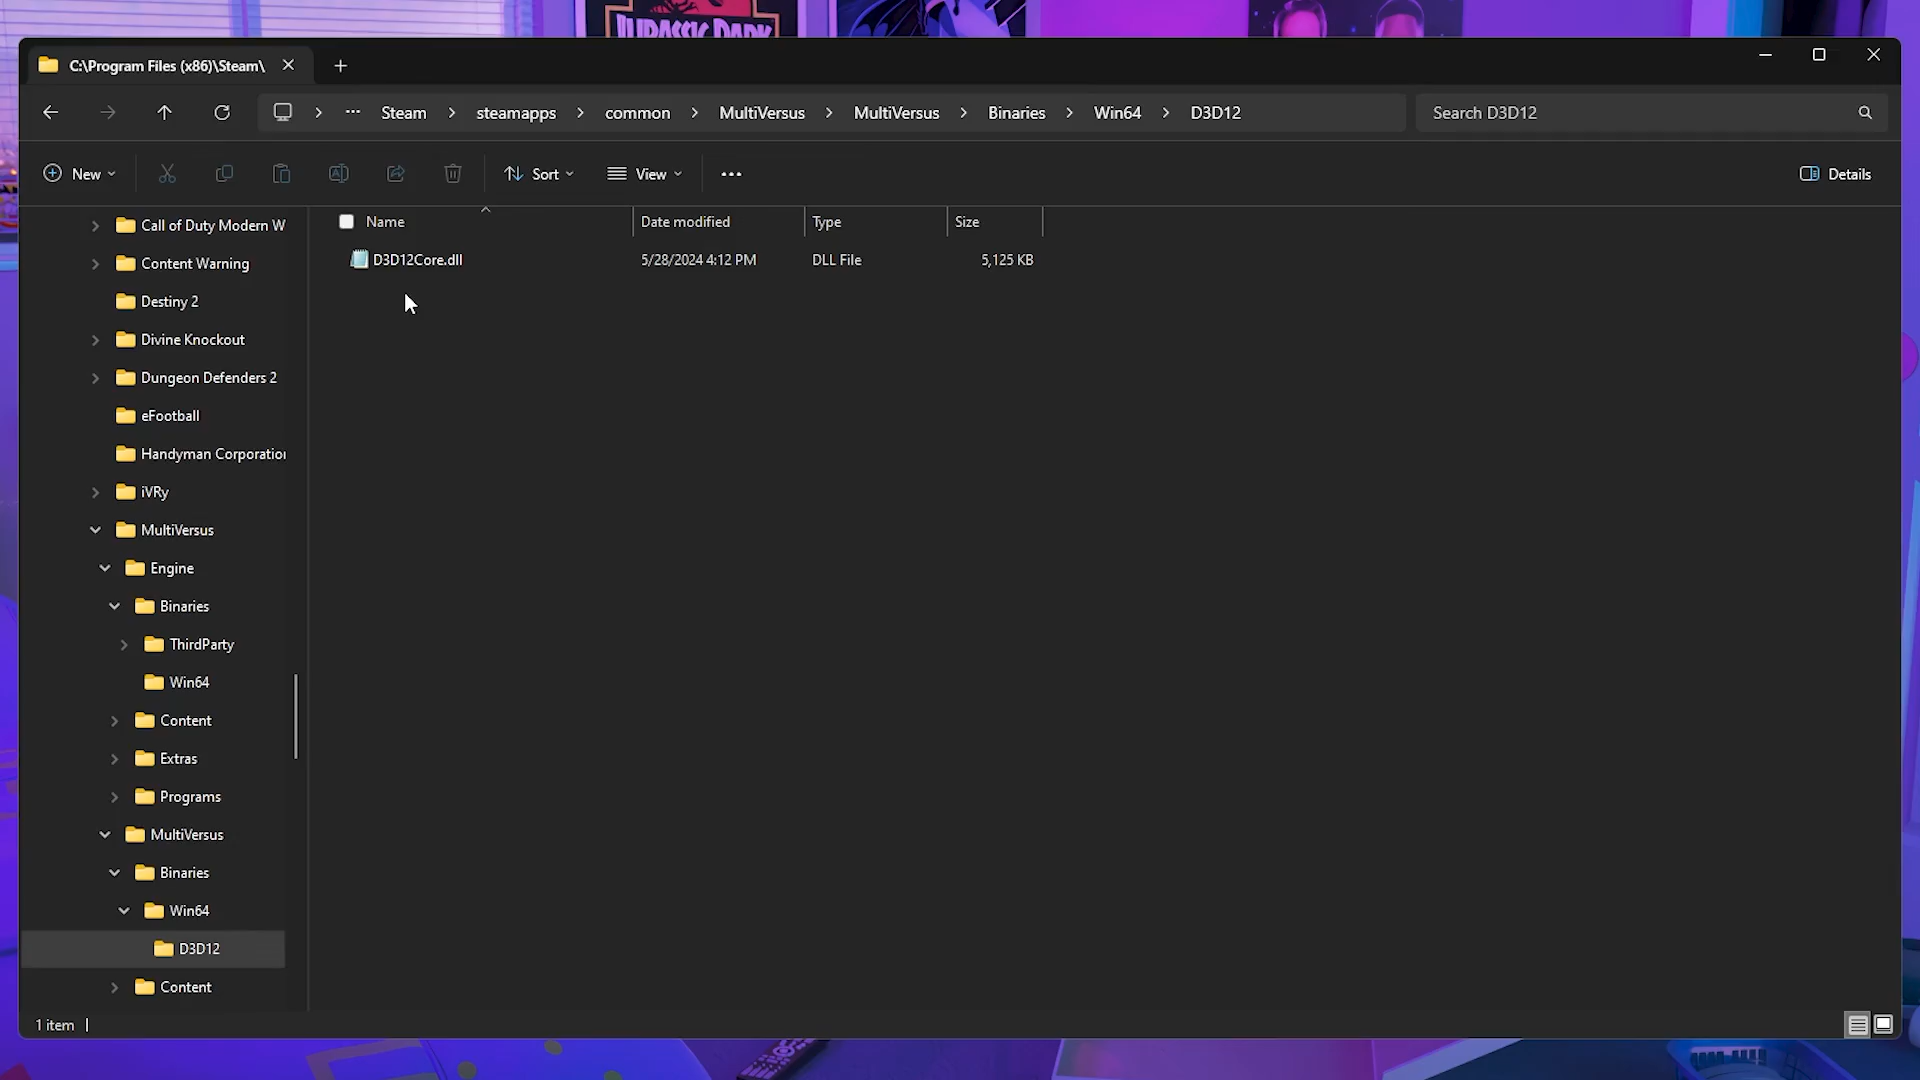 JURASSIC PARK
C:\Program Files (x86)\Steam\
Steam > steamapps > common > MultiVersus > MultiVersus > Binaries > Win64 > D3D12
Search D3D12
New
Sort
View
Details
Name
Date modified
Type
Size
D3D12Core.dll
5/28/2024 4:12 PM
DLL File
5,125 KB
Call of Duty Modern W
Content Warning
Destiny 2
Divine Knockout
Dungeon Defenders 2
eFootball
Handyman Corporation
iVRy
MultiVersus
Engine
Binaries
ThirdParty
Win64
Content
Extras
Programs
MultiVersus
Binaries
Win64
D3D12
Content
1 item